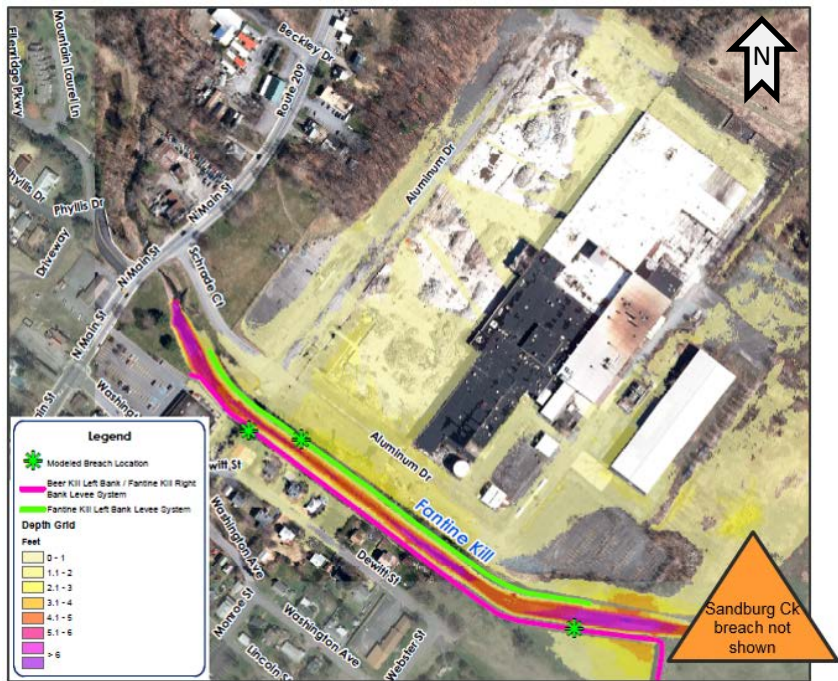 Ellenridge Pkwy
Mountain Laurel Ln
Beckley Dr
Route 209
N
Phyllis Dr
Phyllis Dr
Driveway
N Main St
N Main St
N Main St
Schrade Ct
Aluminum Dr
Main St
Washington
Aluminum Dr
Fantine Kill
Dewitt St
Washington Ave
Dewitt St
Monroe St
Washington Ave
Webster St
Lincoln St
Legend
Modeled Breach Location
Beer Kill Left Bank / Fantine Kill Right
Bank Levee System
Fantine Kill Left Bank Levee System
Depth Grid
Feet
0 - 1
1.1 - 2
2.1 - 3
3.1 - 4
4.1 - 5
5.1 - 6
> 6
Sandburg Ck
breach not
shown